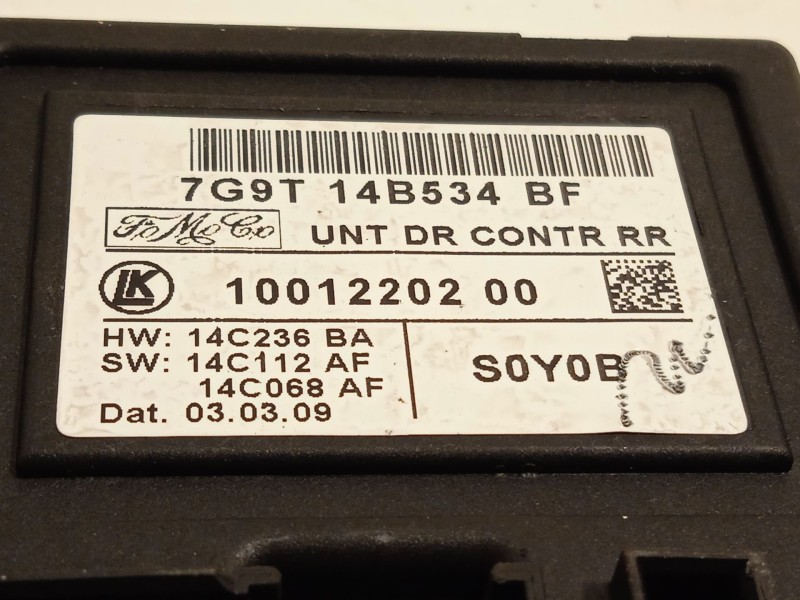 7G9T 14B534 BF
FoMoCo UNT DR CONTR RR
LK 10012202 00
HW: 14C236 BA
SW: 14C112 AF
14C068 AF
Dat. 03.03.09
S0Y0B